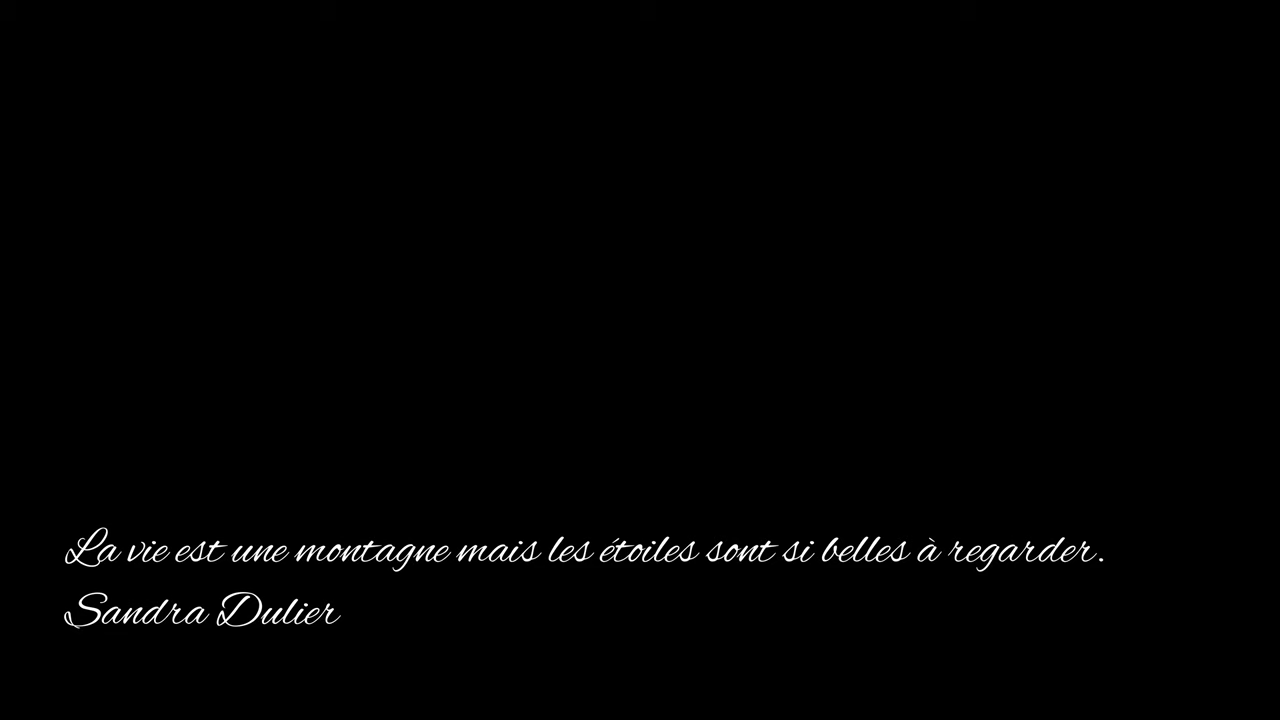 La vie est une montagne mais les étoiles sont si belles à regarder.
Sandra Dulier